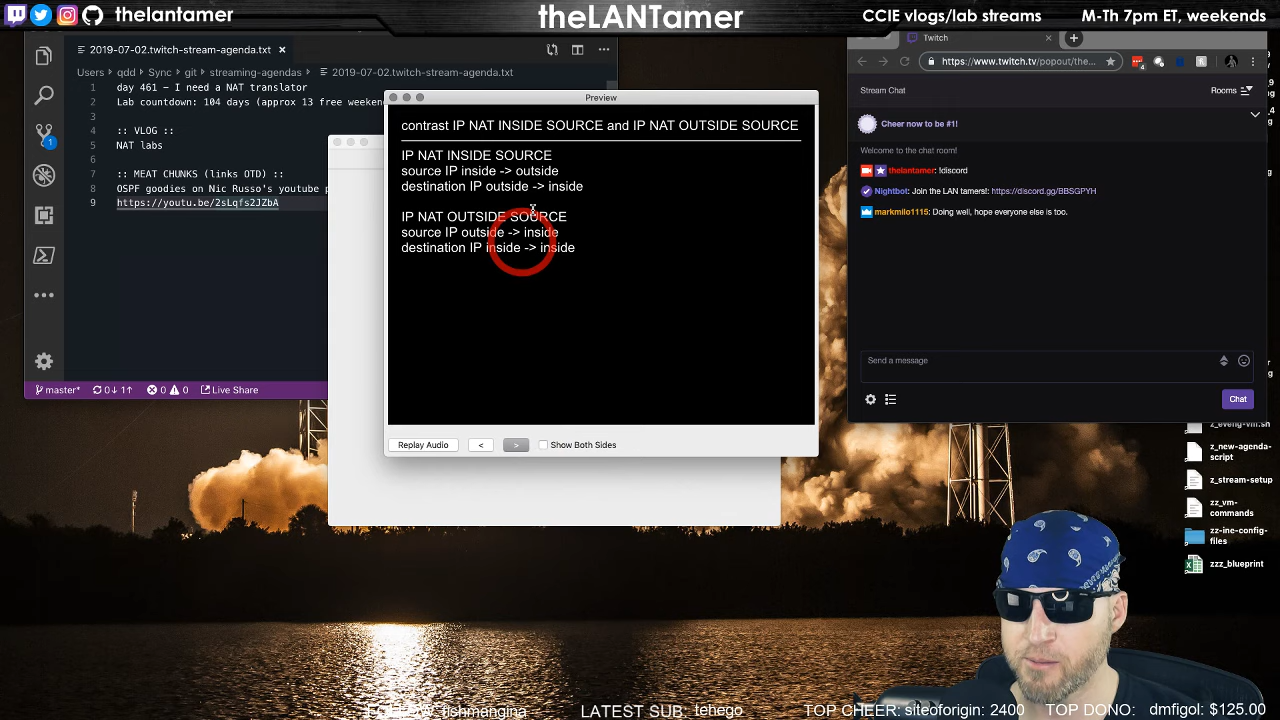 thelantamer
theLANTamer
CCIE vlogs/lab streams
M-Th 7pm ET, weekends
2019-07-02.twitch-stream-agenda.txt
Users > qdd > Sync > git > streaming-agendas > 2019-07-02.twitch-stream-agenda.txt
1 day 461 – I need a NAT translator
2 Lab countdown: 104 days (approx 13 free weekend
3
4 :: VLOG ::
5 NAT labs
6
7 :: MISC THINGS (links OTD) ::
8 OSPF goodies on Nic Russo's youtube p
9 https://youtu.be/2sLqfs2JZbA
1
master*
0↓ 1↑
0
0
Live Share
Preview
contrast IP NAT INSIDE SOURCE and IP NAT OUTSIDE SOURCE
IP NAT INSIDE SOURCE
source IP inside -> outside
destination IP outside -> inside
IP NAT OUTSIDE SOURCE
source IP outside -> inside
destination IP inside -> inside
Replay Audio
<
>
Show Both Sides
Twitch
https://www.twitch.tv/popout/the...
4
Stream Chat
Rooms
Cheer now to be #1!
Welcome to the chat room!
thelantamer: !discord
Nightbot: Join the LAN tamers!: https://discord.gg/BBSGPYH
markmilo1115: Doing well, hope everyone else is too.
Send a message
Chat
z_new-agenda-
script
z_stream-setup
zz_vm-
commands
zz-ine-config-
files
zzz_blueprint
LATEST SUB: tehego
TOP CHEER: siteoforigin: 2400
TOP DONO: dmfigol: $125.00